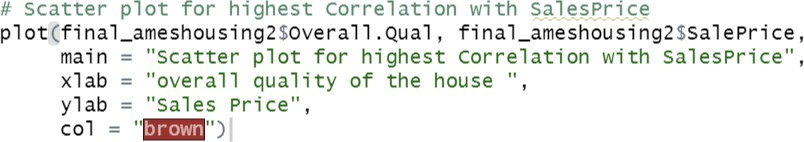 # Scatter plot for highest Correlation with SalesPrice
plot(final_ameshousing2$Overall.Qual, final_ameshousing2$SalePrice,
main = "Scatter plot for highest Correlation with SalesPrice",
xlab = "overall quality of the house ",
ylab = "Sales Price",
col = "brown")